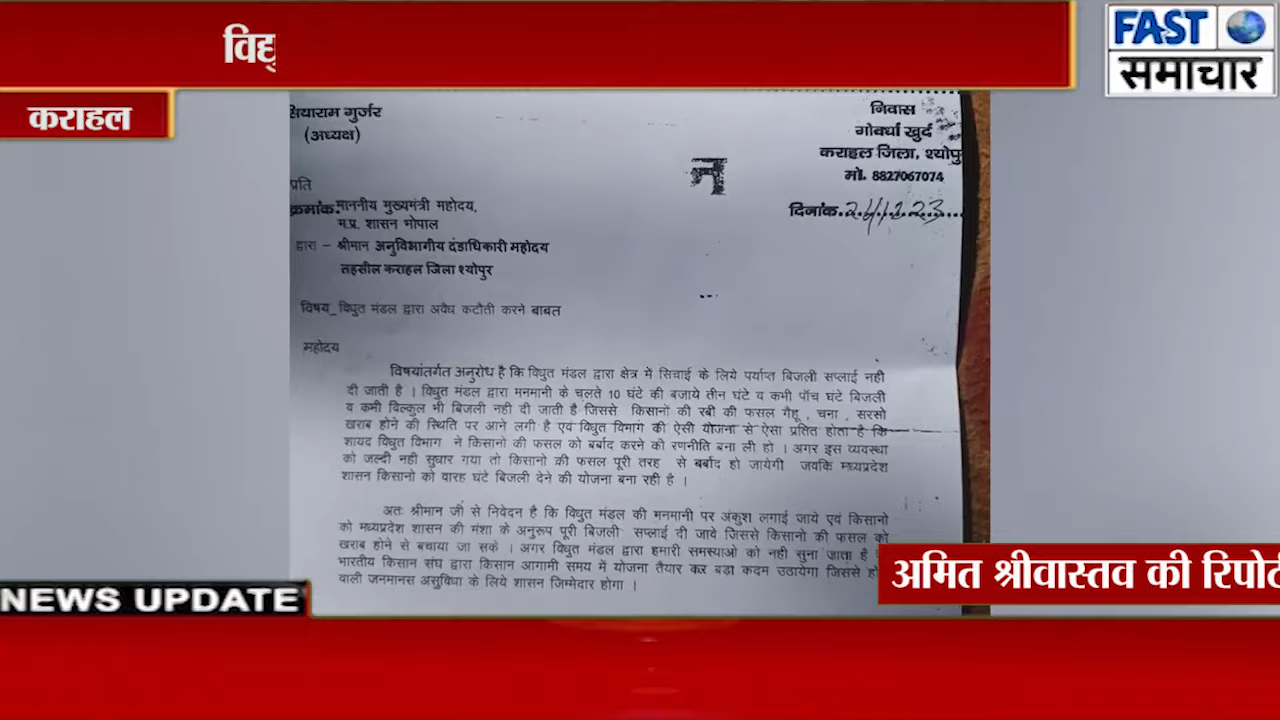 विद्यु
FAST
समाचार
कराहल
सियाराम गुर्जर
(अध्यक्ष)
निवास
गोबर्धा खुर्द
कराहल जिला, श्योपु
मो. 8827067074
न
प्रति
क्रमांक.
माननीय मुख्यमंत्री महोदय,
म.प्र. शासन भोपाल
दिनांक.
द्वारा – श्रीमान अनुविभागीय दंडाधिकारी महोदय
तहसील कराहल जिला श्योपुर
विषय_ विधुत मंडल द्वारा अवैध कटौती करने बाबत
महोदय
विषयांतर्गत अनुरोध है कि विधुत मंडल द्वारा क्षेत्र में सिचाई के लिये पर्याप्त बिजली सप्लाई नही
दी जाती है । विधुत मंडल द्वारा मनमानी के चलते 10 घंटे की बजाये तीन घंटे व कभी पॉच घंटे बिजली
व कभी बिल्कुल भी बिजली नही दी जाती है जिससे किसानों की रबी की फसल गैहू , चना , सरसो
खराब होने की स्थिति पर आने लगी है एवं विधुत विभाग की ऐसी योजना से ऐसा प्रतित होता है कि
शायद विधुत विभाग ने किसानो की फसल को बर्बाद करने की रणनीति बना ली हो । अगर इस व्यवस्था
को जल्दी नही सुधार गया तो किसानो की फसल पूरी तरह से बर्बाद हो जायेगी जवकि मध्यप्रदेश
शासन किसानो को वारह घंटे बिजली देने की योजना बना रही है ।
अतः श्रीमान जी से निवेदन है कि विधुत मंडल की मनमानी पर अंकुश लगाई जाये एवं किसानो
को मध्यप्रदेश शासन की मंशा के अनुरूप पूरी बिजली सप्लाई दी जावे जिससे किसानो की फसल को
खराब होने से बचाया जा सके । अगर विधुत मंडल द्वारा हमारी समस्याओ को नही सुना जाता है
भारतीय किसान संघ द्वारा किसान आगामी समय में योजना तैयार कर बड़ा कदम उठायेगा जिससे
वाली जनमानस असुविधा के लिये शासन जिम्मेदार होगा ।
अमित श्रीवास्तव की रिपोर्ट
NEWS UPDATE